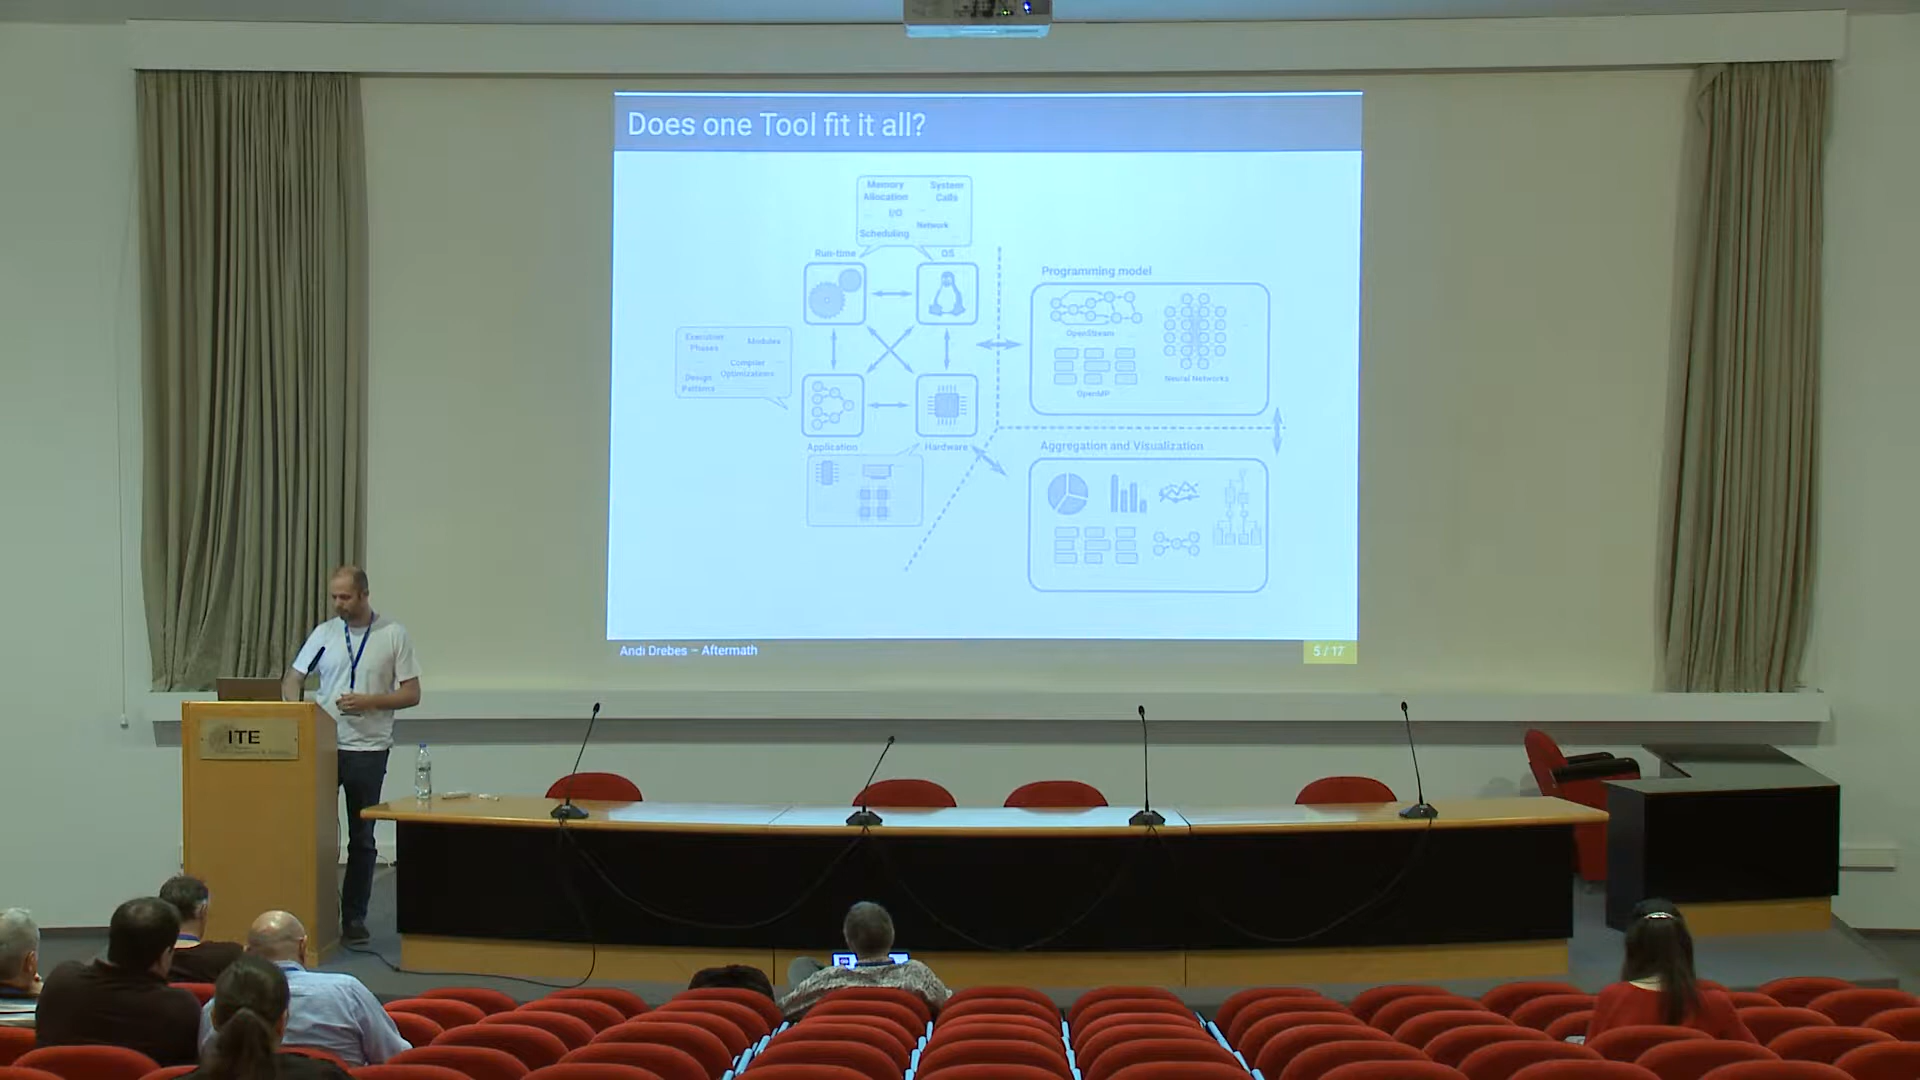 Does one Tool fit it all?
Memory Allocation
System Calls
I/O
Network
Scheduling
Run-time
OS
Programming model
OpenStream
Neural Networks
OpenMP
Execution Phases
Modules
Compiler Optimizations
Design Patterns
Application
Hardware
Aggregation and Visualization
Andi Drebes – Aftermath
5 / 17
ITE